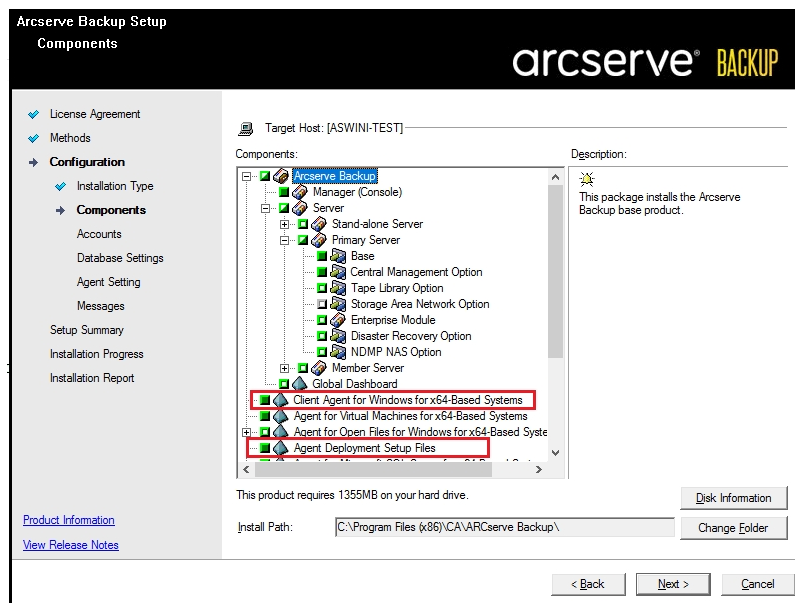 Arcserve Backup Setup
Components
arcserve® BACKUP
License Agreement
Methods
Configuration
Installation Type
Components
Accounts
Database Settings
Agent Setting
Messages
Setup Summary
Installation Progress
Installation Report
Product Information
View Release Notes
Target Host: [ASWINI-TEST]
Components:
Arcserve Backup
Manager (Console)
Server
Stand-alone Server
Primary Server
Base
Central Management Option
Tape Library Option
Storage Area Network Option
Enterprise Module
Disaster Recovery Option
NDMP NAS Option
Member Server
Global Dashboard
Client Agent for Windows for x64-Based Systems
Agent for Virtual Machines for x64-Based Systems
Agent for Open Files for Windows for x64-Based Syste
Agent Deployment Setup Files
Description:
This package installs the Arcserve
Backup base product.
This product requires 1355MB on your hard drive.
Disk Information
Install Path:
C:\Program Files (x86)\CA\ARCserve Backup\
Change Folder
< Back
Next >
Cancel